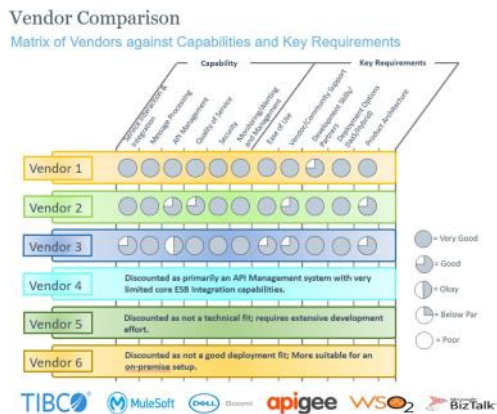 Vendor Comparison
Matrix of Vendors against Capabilities and Key Requirements
Capability
Key Requirements
Service Interaction &
Integration
Message Processing
API Management
Quality of Service
Security
Monitoring/Alerting
and Management
Ease of Use
Vendor/Community Support
Development Skills/
Partners
Deployment Options
(IaaS/Hybrid)
Product Architecture
Vendor 1
Vendor 2
Vendor 3
Vendor 4
Discounted as primarily an API Management system with very
limited core ESB Integration capabilities.
Vendor 5
Discounted as not a technical fit; requires extensive development
effort.
Vendor 6
Discounted as not a good deployment fit; More suitable for an
on-premise setup.
= Very Good
= Good
= Okay
= Below Par
= Poor
TIBCO
MuleSoft
DELL Boomi
apigee
WSO2
BizTalk